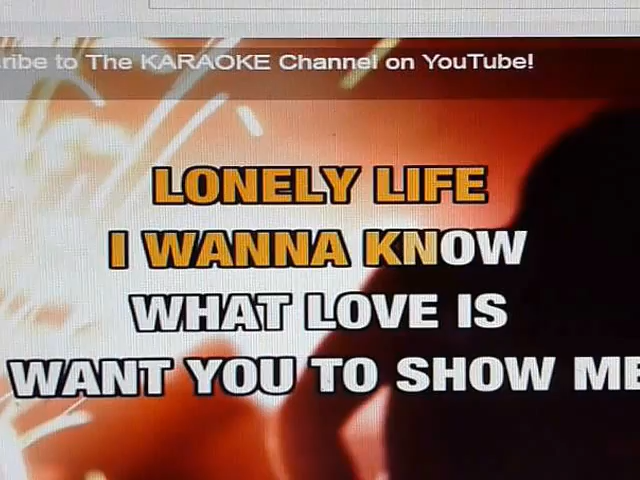 ribe to The KARAOKE Channel on YouTube!
LONELY LIFE
I WANNA KNOW
WHAT LOVE IS
WANT YOU TO SHOW ME